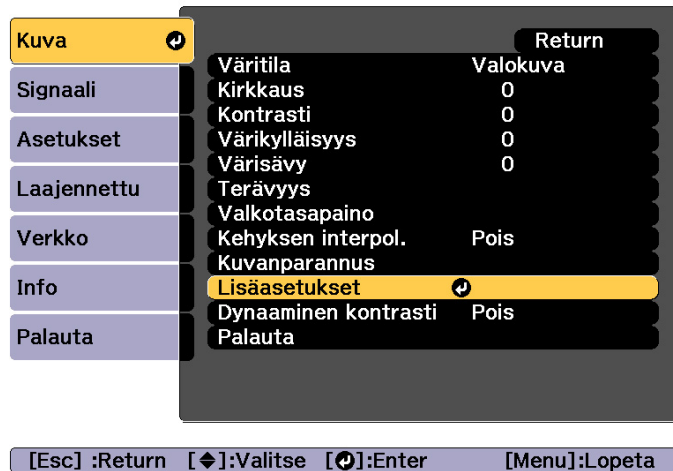 Kuva
Signaali
Asetukset
Laajennettu
Verkko
Info
Palauta
Return
Väritila Valokuva
Kirkkaus 0
Kontrasti 0
Värikylläisyys 0
Värisävy 0
Terävyys
Valkotasapaino
Kehyksen interpol. Pois
Kuvanparannus
Lisäasetukset
Dynaaminen kontrasti Pois
Palauta
[Esc] :Return [◆]:Valitse [↵]:Enter [Menu]:Lopeta